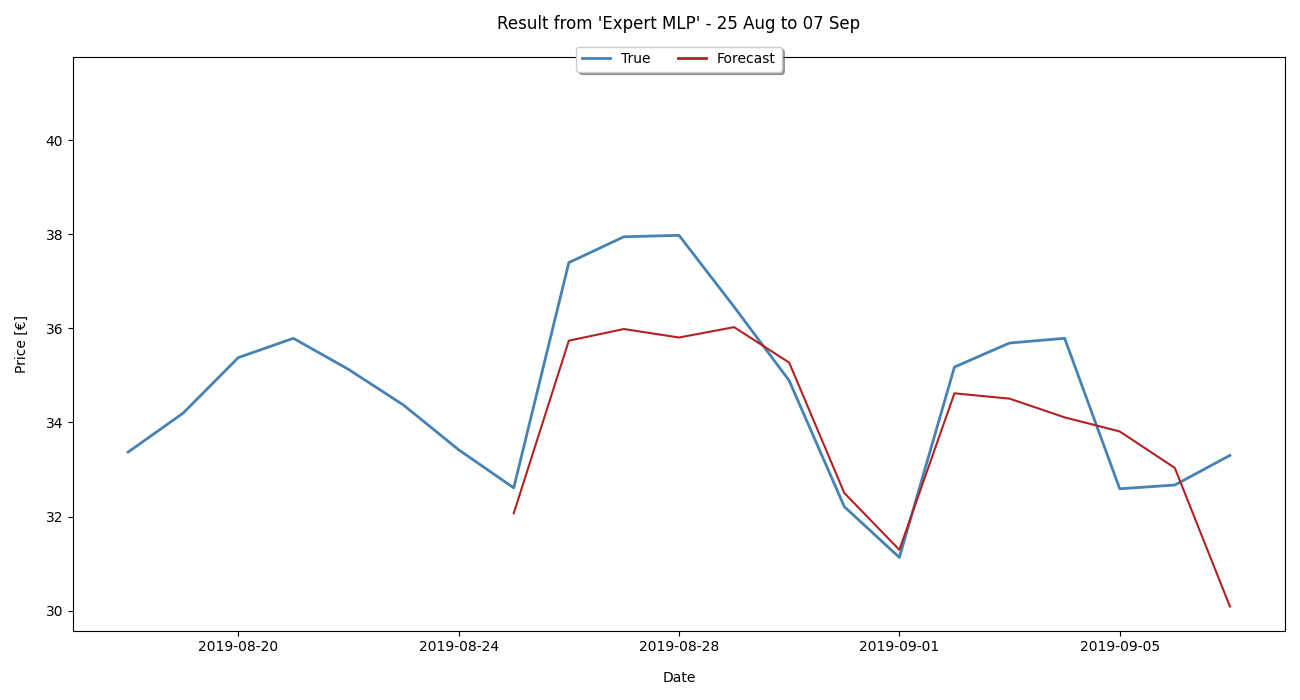 Result from 'Expert MLP' - 25 Aug to 07 Sep
True Forecast
40
38
36
34
32
30
Price [€]
2019-08-20 2019-08-24 2019-08-28 2019-09-01 2019-09-05
Date